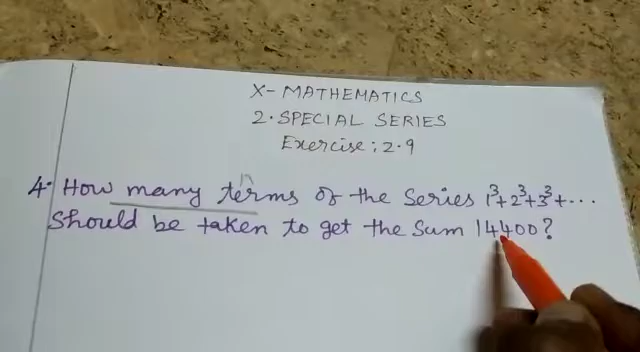 X- MATHEMATICS
2. SPECIAL SERIES
Exercise: 2.9
4. How many terms of the Series 1³+2³+3³+...
Should be taken to get the Sum 14400?